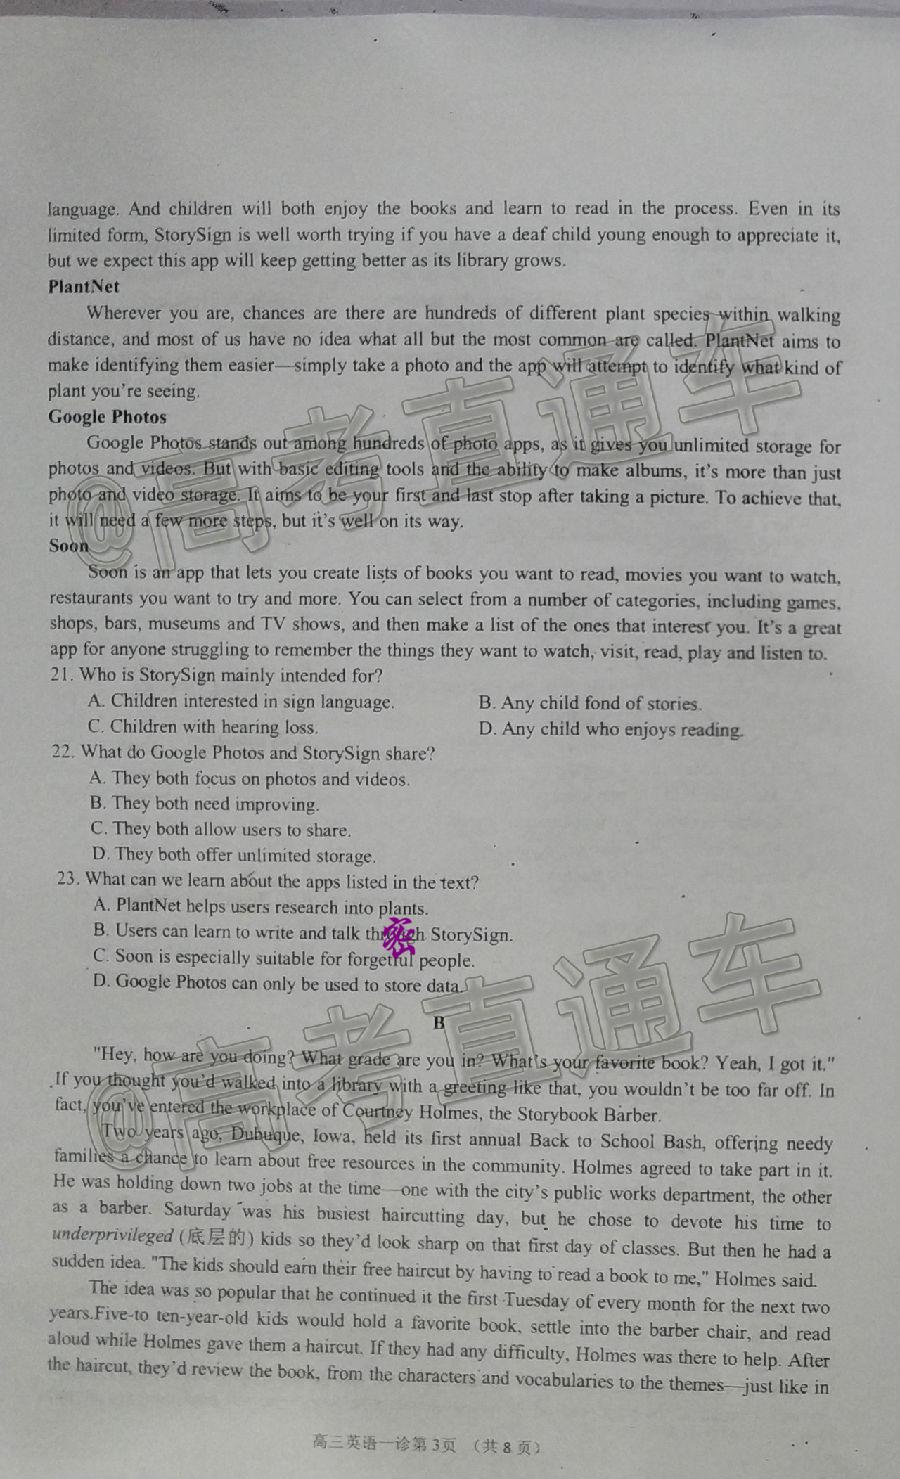 language. And children will both enjoy the books and learn to read in the process. Even in its
limited form, StorySign is well worth trying if you have a deaf child young enough to appreciate it,
but we expect this app will keep getting better as its library grows.
PlantNet
Wherever you are, chances are there are hundreds of different plant species within walking
distance, and most of us have no idea what all but the most common are called. PlantNet aims to
make identifying them easier—simply take a photo and the app will attempt to identify what kind of
plant you're seeing.
Google Photos
Google Photos stands out among hundreds of photo apps, as it gives you unlimited storage for
photos and videos. But with basic editing tools and the ability to make albums, it's more than just
photo and video storage. It aims to be your first and last stop after taking a picture. To achieve that,
it will need a few more steps, but it's well on its way.
Soon
Soon is an app that lets you create lists of books you want to read, movies you want to watch,
restaurants you want to try and more. You can select from a number of categories, including games,
shops, bars, museums and TV shows, and then make a list of the ones that interest you. It's a great
app for anyone struggling to remember the things they want to watch, visit, read, play and listen to.
21. Who is StorySign mainly intended for?
A. Children interested in sign language. B. Any child fond of stories.
C. Children with hearing loss. D. Any child who enjoys reading.
22. What do Google Photos and StorySign share?
A. They both focus on photos and videos.
B. They both need improving.
C. They both allow users to share.
D. They both offer unlimited storage.
23. What can we learn about the apps listed in the text?
A. PlantNet helps users research into plants.
B. Users can learn to write and talk through StorySign.
密
C. Soon is especially suitable for forgetful people.
D. Google Photos can only be used to store data.
B
"Hey, how are you doing? What grade are you in? What's your favorite book? Yeah, I got it."
If you thought you'd walked into a library with a greeting like that, you wouldn't be too far off. In
fact, you've entered the workplace of Courtney Holmes, the Storybook Barber.
Two years ago, Dubuque, Iowa, held its first annual Back to School Bash, offering needy
families a chance to learn about free resources in the community. Holmes agreed to take part in it.
He was holding down two jobs at the time—one with the city's public works department, the other
as a barber. Saturday was his busiest haircutting day, but he chose to devote his time to
underprivileged (底层的) kids so they'd look sharp on that first day of classes. But then he had a
sudden idea. "The kids should earn their free haircut by having to read a book to me," Holmes said.
The idea was so popular that he continued it the first Tuesday of every month for the next two
years.Five-to ten-year-old kids would hold a favorite book, settle into the barber chair, and read
aloud while Holmes gave them a haircut. If they had any difficulty, Holmes was there to help. After
the haircut, they'd review the book, from the characters and vocabularies to the themes—just like in
高三英语一诊第 3页 （共 8 页）
@高考直通车
@高考直通车